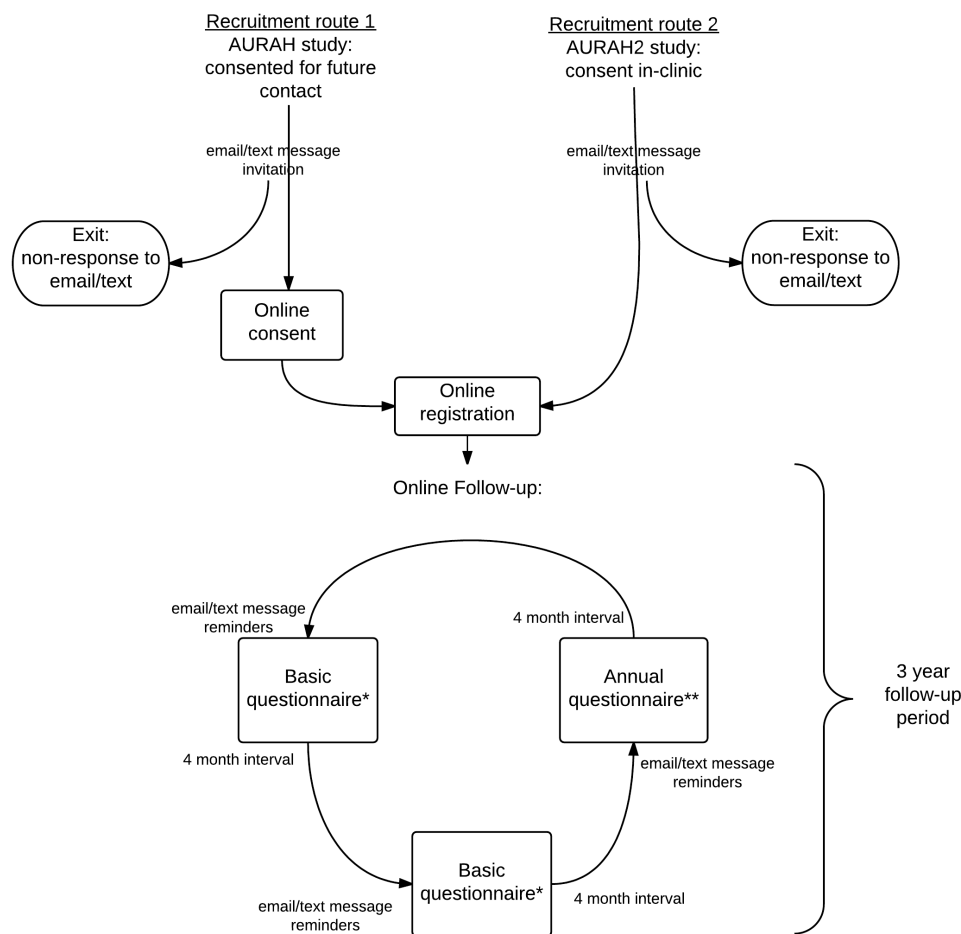 Recruitment route 1
AURAH study:
consented for future
contact
Recruitment route 2
AURAH2 study:
consent in-clinic
email/text message
invitation
email/text message
invitation
Exit:
non-response to
email/text
Exit:
non-response to
email/text
Online
consent
Online
registration
Online Follow-up:
email/text message
reminders
4 month interval
Basic
questionnaire*
Annual
questionnaire**
3 year
follow-up
period
4 month interval
email/text message
reminders
Basic
questionnaire*
email/text message
reminders
4 month interval